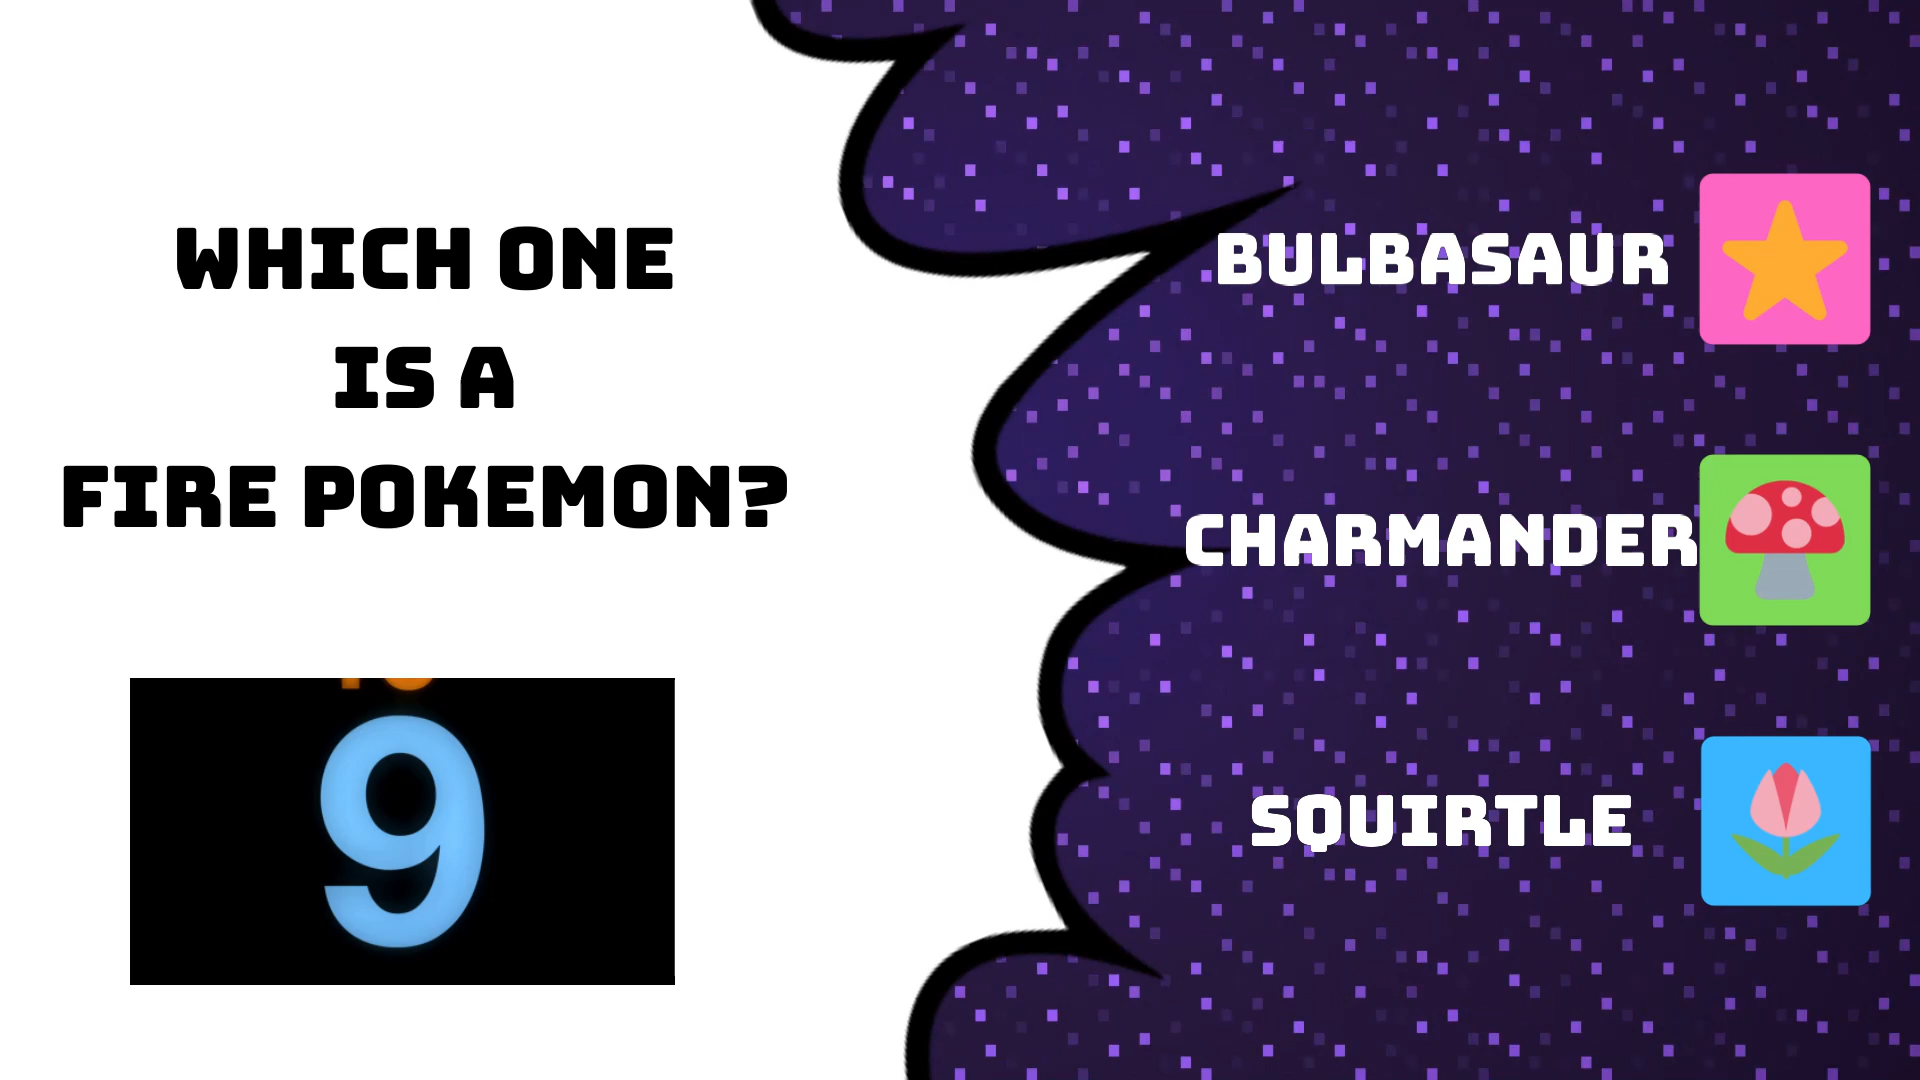 WHICH ONE
IS A
FIRE POKEMON?
9
BULBASAUR
CHARMANDER
SQUIRTLE